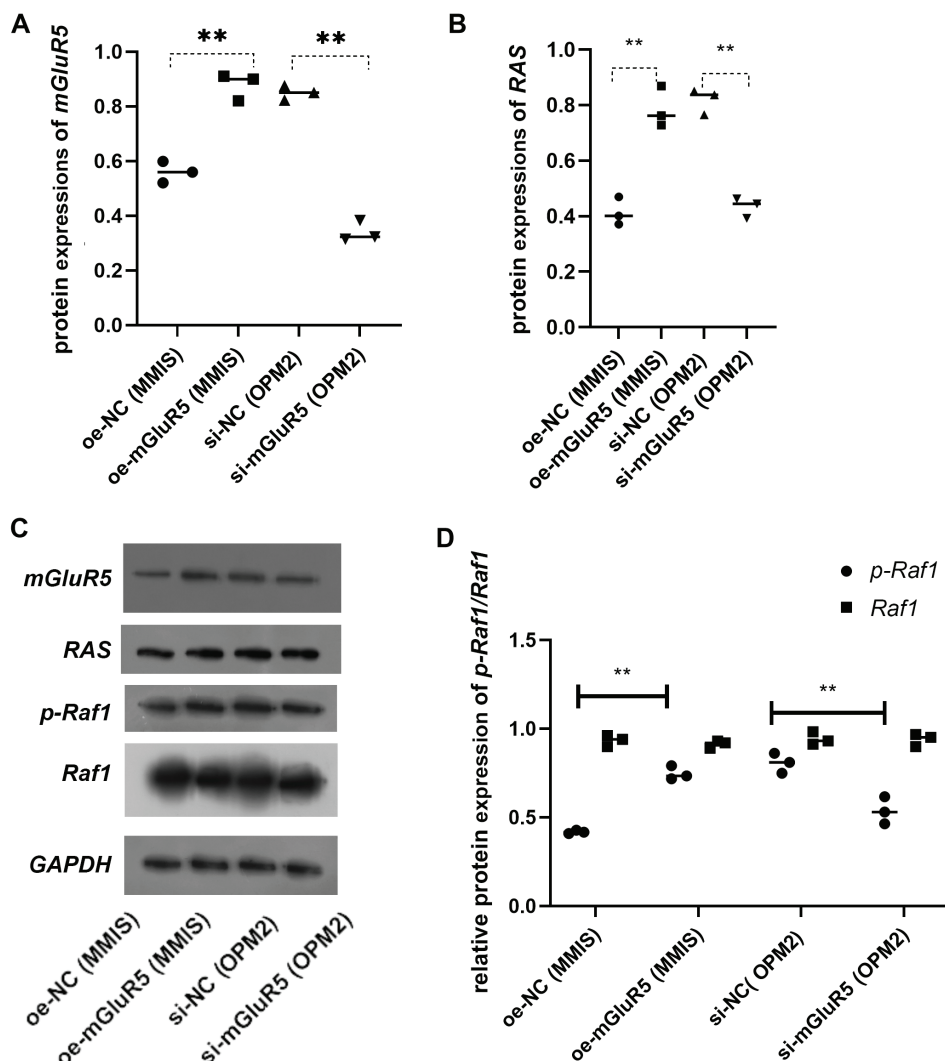 A
protein expressions of mGluR5
1.0
0.8
0.6
0.4
0.2
0.0
**
**
oe-NC (MMIS)
oe-mGluR5 (MMIS)
si-NC (OPM2)
si-mGluR5 (OPM2)
B
protein expressions of RAS
1.0
0.8
0.6
0.4
0.2
0.0
**
**
oe-NC (MMIS)
oe-mGluR5 (MMIS)
si-NC (OPM2)
si-mGluR5 (OPM2)
C
mGluR5
RAS
p-Raf1
Raf1
GAPDH
oe-NC (MMIS)
oe-mGluR5 (MMIS)
si-NC (OPM2)
si-mGluR5 (OPM2)
D
p-Raf1
Raf1
relative protein expression of p-Raf1/Raf1
1.5
1.0
0.5
0.0
**
**
oe-NC (MMIS)
oe-mGluR5 (MMIS)
si-NC( OPM2)
si-mGluR5 (OPM2)